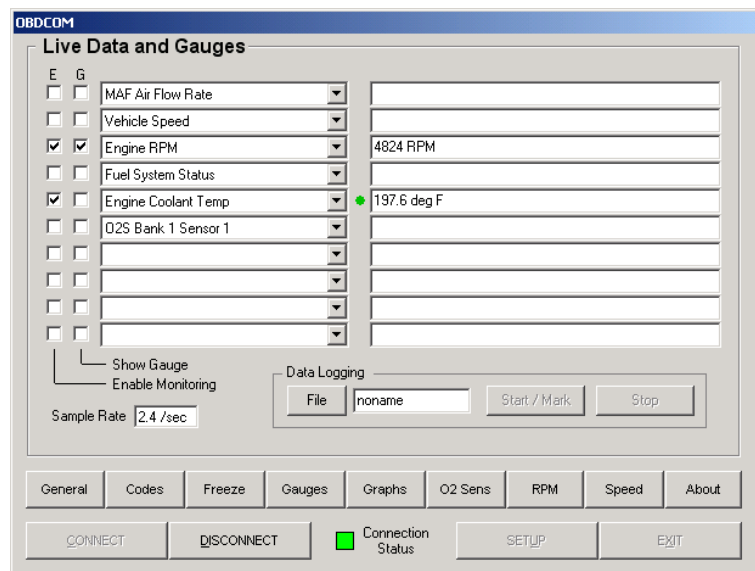 OBDCOM
Live Data and Gauges
E G
MAF Air Flow Rate
Vehicle Speed
Engine RPM 4824 RPM
Fuel System Status
Engine Coolant Temp 197.6 deg F
O2S Bank 1 Sensor 1
Show Gauge
Enable Monitoring
Sample Rate 2.4 /sec
Data Logging
File noname Start / Mark Stop
General Codes Freeze Gauges Graphs O2 Sens RPM Speed About
CONNECT DISCONNECT Connection Status SETUP EXIT